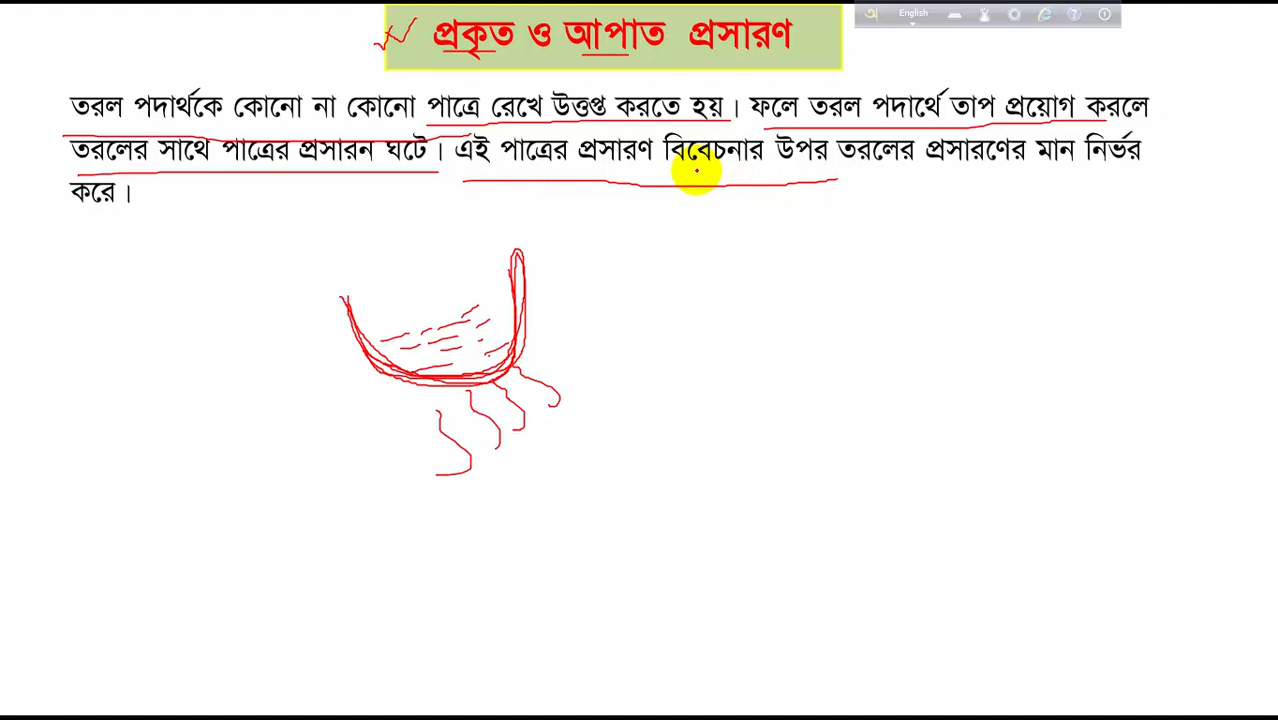 English
প্রকৃত ও আপাত প্রসারণ
তরল পদার্থকে কোনো না কোনো পাত্রে রেখে উত্তপ্ত করতে হয়। ফলে তরল পদার্থে তাপ প্রয়োগ করলে
তরলের সাথে পাত্রের প্রসারন ঘটে। এই পাত্রের প্রসারণ বিবেচনার উপর তরলের প্রসারণের মান নির্ভর
করে।